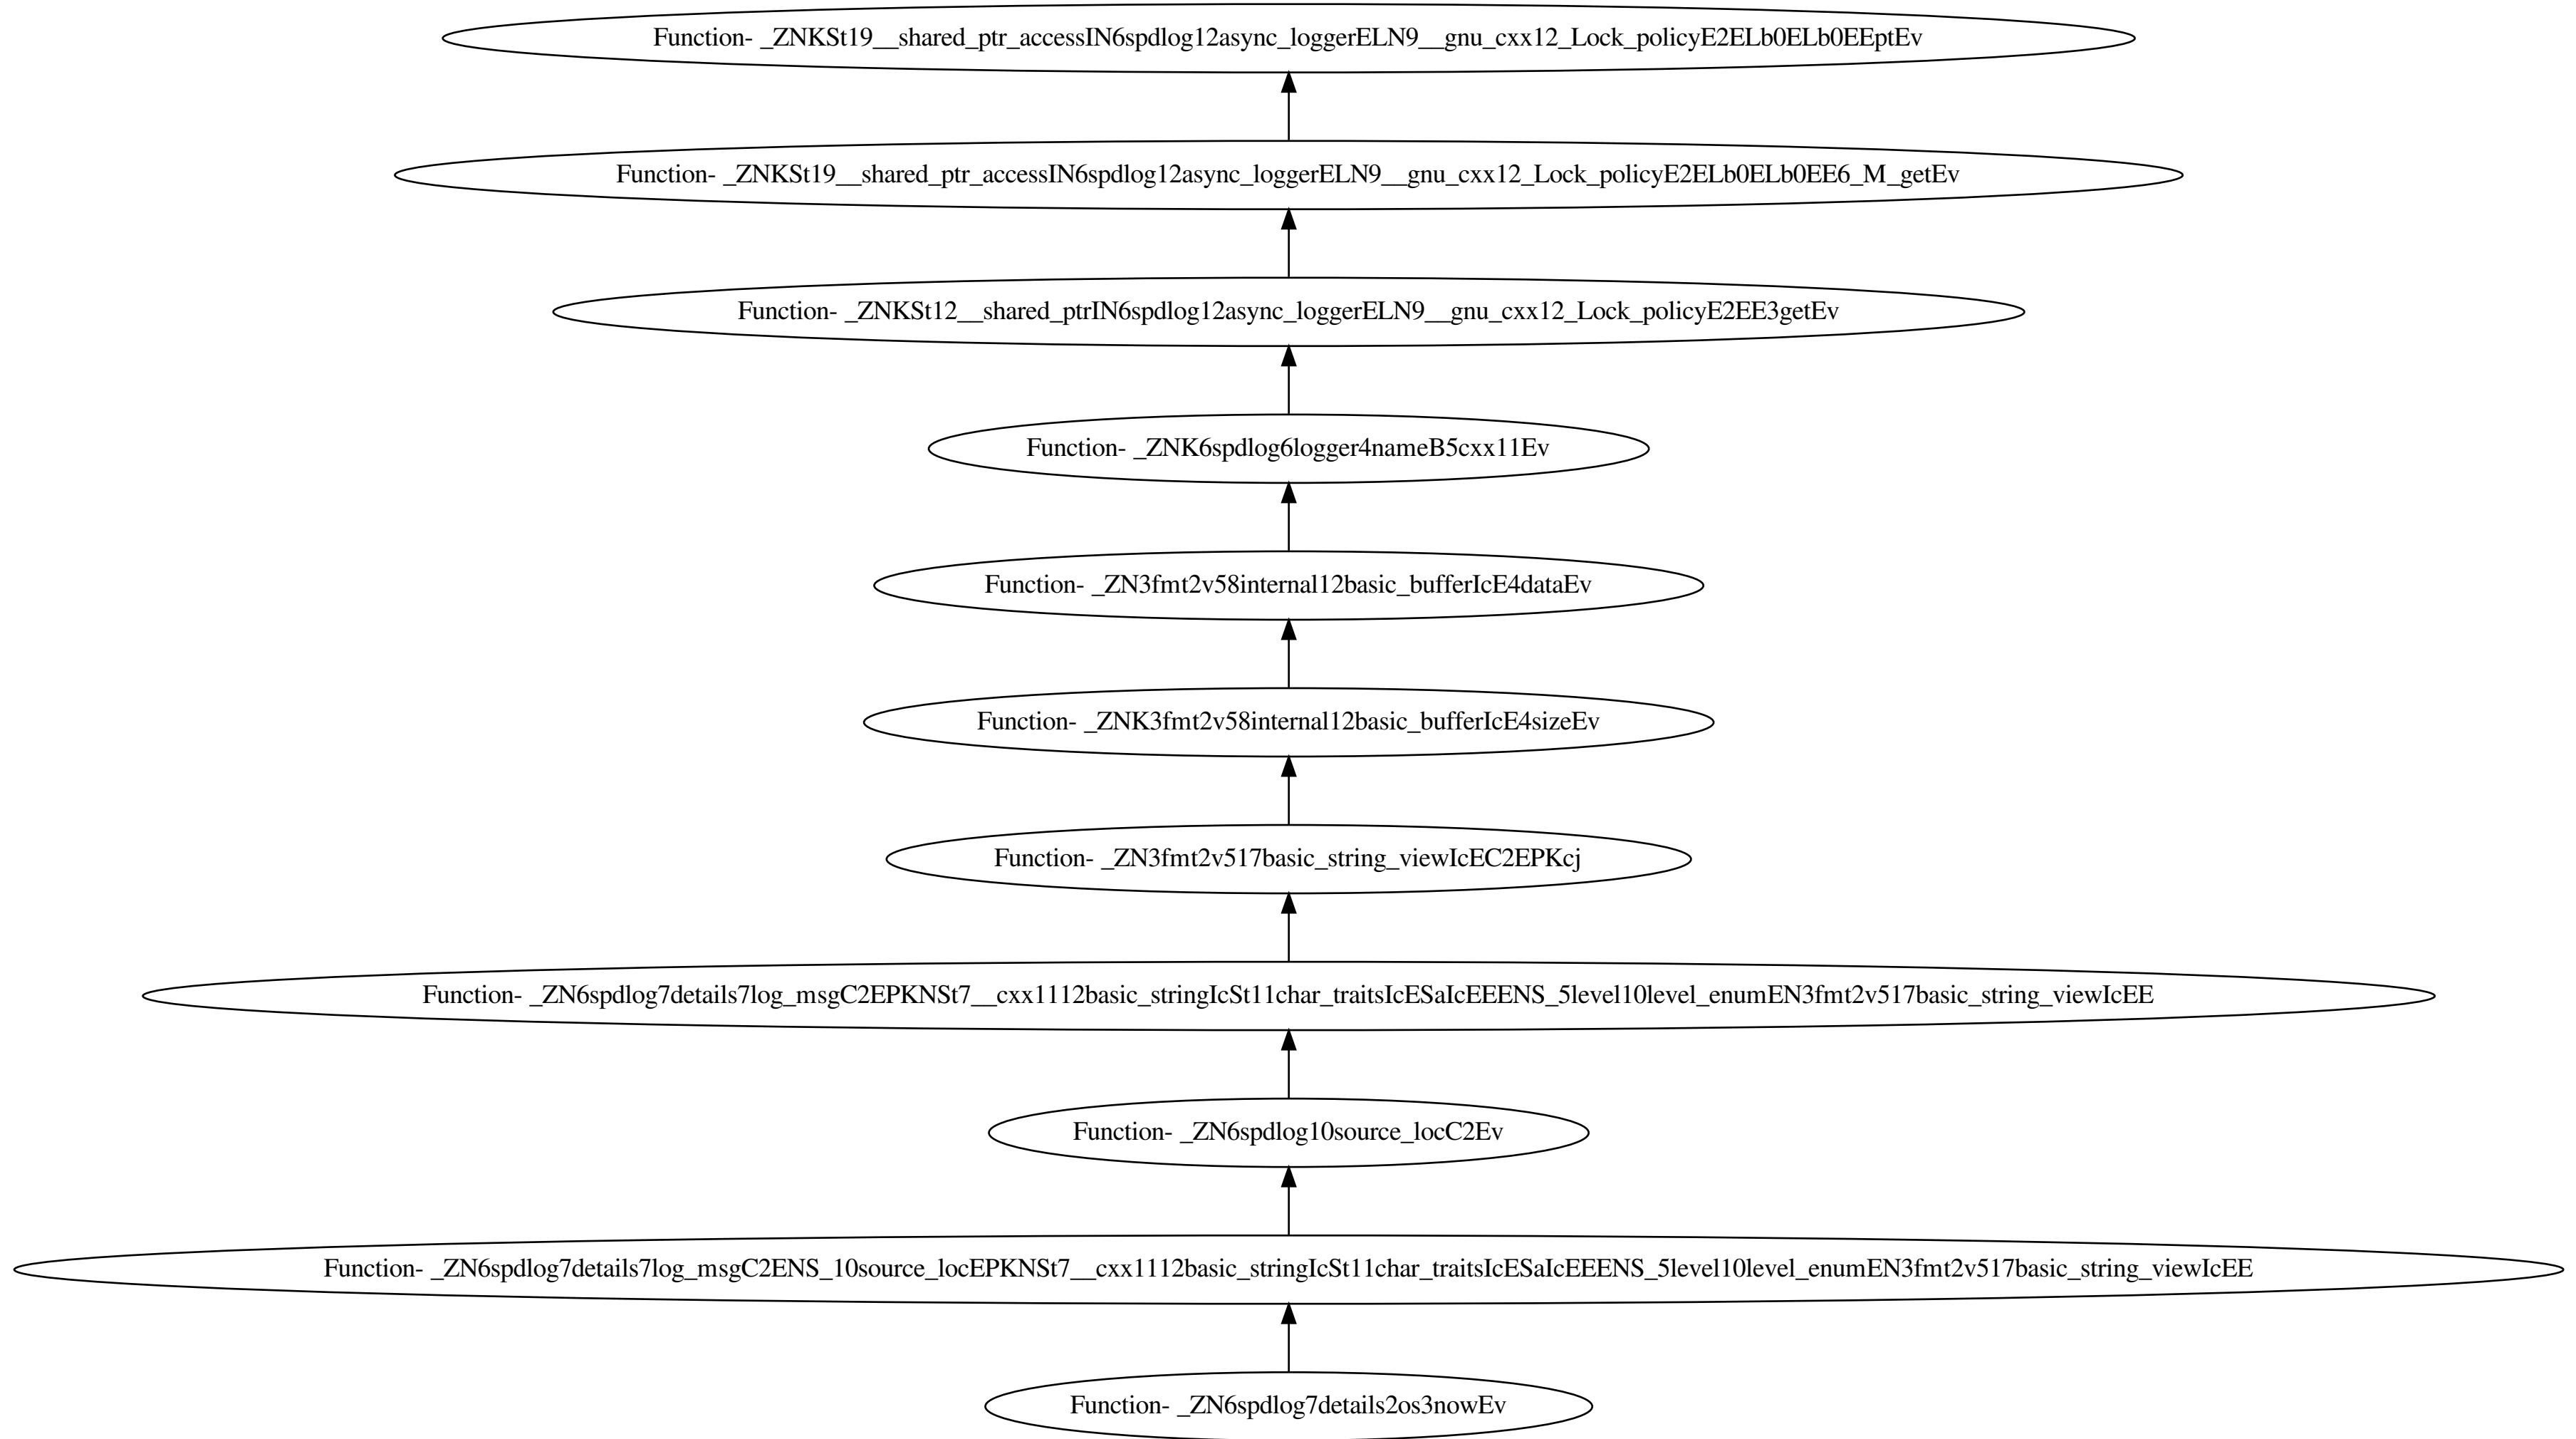 Function- _ZNKSt19__shared_ptr_accessIN6spdlog12async_loggerELN9__gnu_cxx12_Lock_policyE2ELb0ELb0EEptEv
Function- _ZNKSt19__shared_ptr_accessIN6spdlog12async_loggerELN9__gnu_cxx12_Lock_policyE2ELb0ELb0EE6_M_getEv
Function- _ZNKSt12__shared_ptrIN6spdlog12async_loggerELN9__gnu_cxx12_Lock_policyE2EE3getEv
Function- _ZNK6spdlog6logger4nameB5cxx11Ev
Function- _ZN3fmt2v58internal12basic_bufferIcE4dataEv
Function- _ZNK3fmt2v58internal12basic_bufferIcE4sizeEv
Function- _ZN3fmt2v517basic_string_viewIcEC2EPKcj
Function- _ZN6spdlog7details7log_msgC2EPKNSt7__cxx1112basic_stringIcSt11char_traitsIcESaIcEEENS_5level10level_enumEN3fmt2v517basic_string_viewIcEE
Function- _ZN6spdlog10source_locC2Ev
Function- _ZN6spdlog7details7log_msgC2ENS_10source_locEPKNSt7__cxx1112basic_stringIcSt11char_traitsIcESaIcEEENS_5level10level_enumEN3fmt2v517basic_string_viewIcEE
Function- _ZN6spdlog7details2os3nowEv